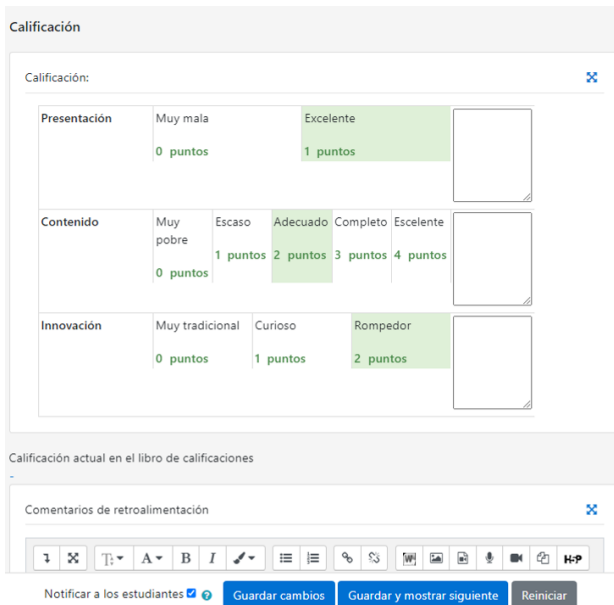 Calificación
Calificación:
Presentación Muy mala Excelente
0 puntos 1 puntos
Contenido Muy pobre Escaso Adecuado Completo Escelente
0 puntos 1 puntos 2 puntos 3 puntos 4 puntos
Innovación Muy tradicional Curioso Rompedor
0 puntos 1 puntos 2 puntos
Calificación actual en el libro de calificaciones
-
Comentarios de retroalimentación
A B I H-P
Notificar a los estudiantes Guardar cambios Guardar y mostrar siguiente Reiniciar